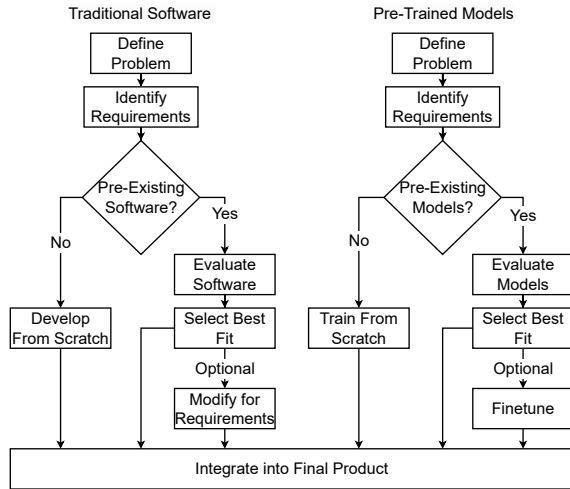 Traditional Software
Define
Problem
Identify
Requirements
Pre-Existing
Software?
No
Yes
Evaluate
Software
Develop
From Scratch
Select Best
Fit
Optional
Modify for
Requirements
Pre-Trained Models
Define
Problem
Identify
Requirements
Pre-Existing
Models?
No
Yes
Evaluate
Models
Train From
Scratch
Select Best
Fit
Optional
Finetune
Integrate into Final Product